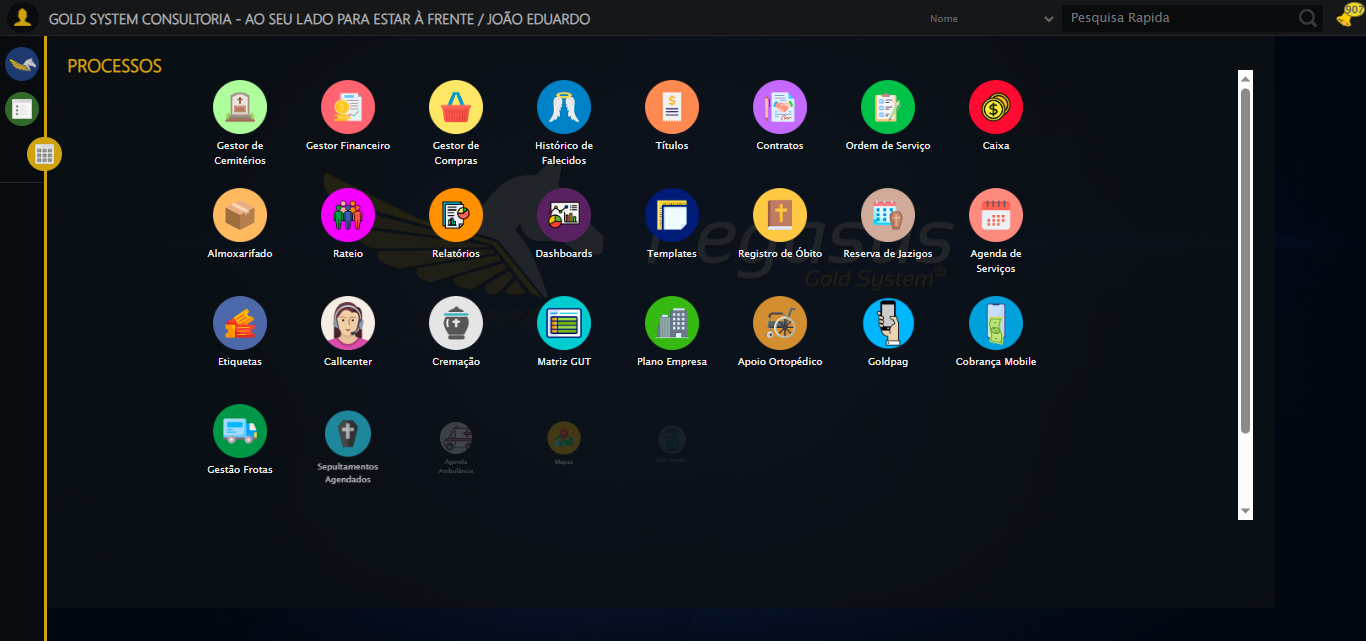 GOLD SYSTEM CONSULTORIA - AO SEU LADO PARA ESTAR À FRENTE / JOÃO EDUARDO
Nome
Pesquisa Rapida
907
PROCESSOS
Gestor de
Cemitérios
Gestor Financeiro
Gestor de
Compras
Histórico de
Falecidos
Títulos
Contratos
Ordem de Serviço
Caixa
Pegasus
Gold System®
Almoxarifado
Rateio
Relatórios
Dashboards
Templates
Registro de Óbito
Reserva de Jazigos
Agenda de
Serviços
Etiquetas
Callcenter
Cremação
Matriz GUT
Plano Empresa
Apoio Ortopédico
Goldpag
Cobrança Mobile
Gestão Frotas
Sepultamentos
Agendados
Agenda
Ambulância
Mapas